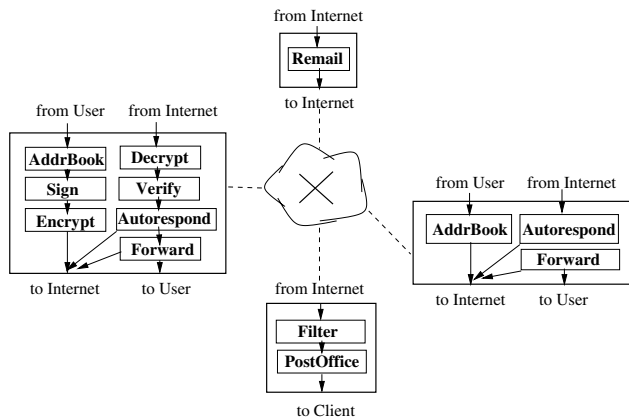 from Internet
Remail
to Internet
from User
from Internet
AddrBook
Decrypt
Sign
Verify
Encrypt
Autorespond
Forward
to Internet
to User
from User
from Internet
AddrBook
Autorespond
Forward
to Internet
to User
from Internet
Filter
PostOffice
to Client